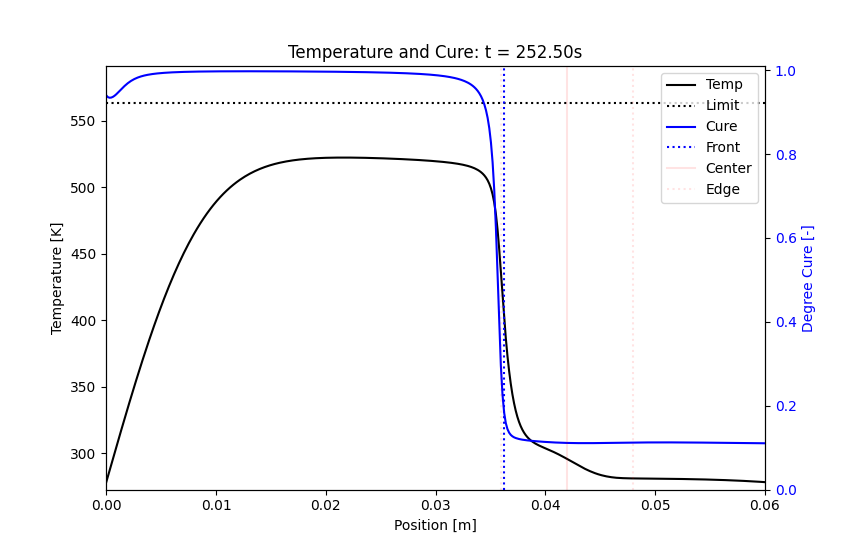 Temperature and Cure: t = 252.50s
Temp
Limit
Cure
Front
Center
Edge
Temperature [K]
550
500
450
400
350
300
Degree Cure [-]
1.0
0.8
0.6
0.4
0.2
0.0
0.00 0.01 0.02 0.03 0.04 0.05 0.06
Position [m]